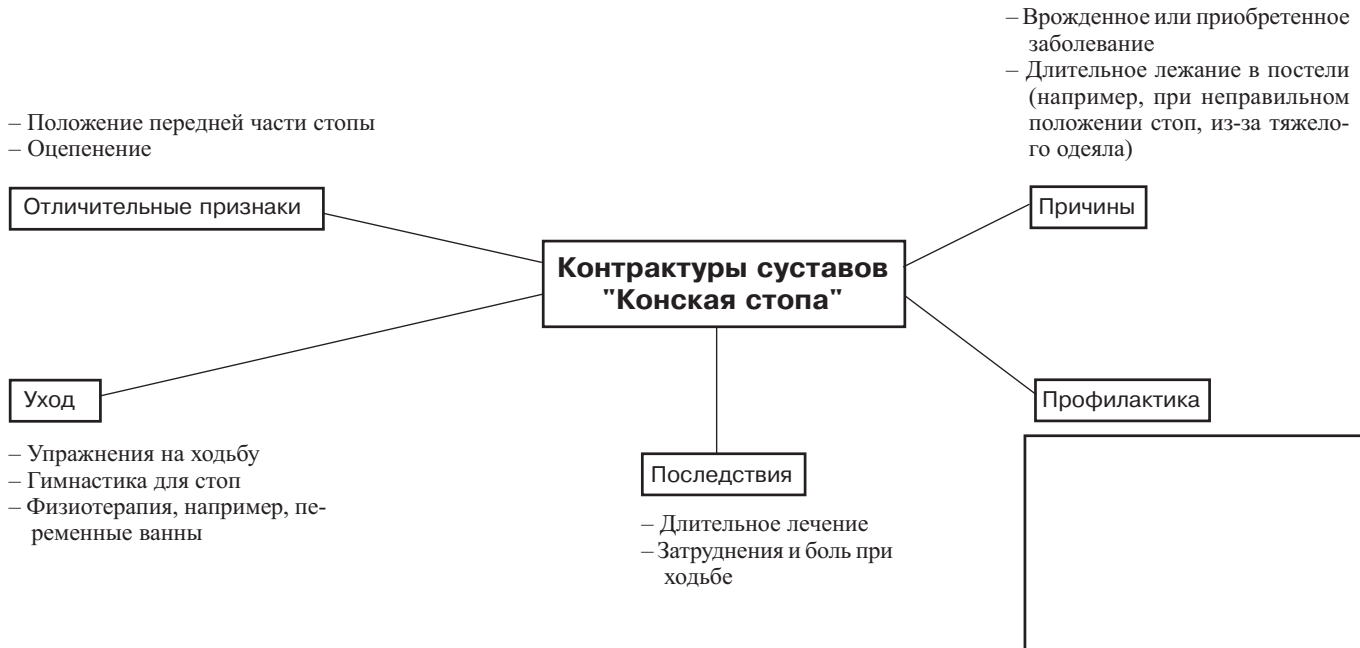 – Врожденное или приобретенное
заболевание
– Длительное лежание в постели
(например, при неправильном
положении стоп, из-за тяжело-
го одеяла)
– Положение передней части стопы
– Оцепенение
Отличительные признаки
Причины
Контрактуры суставов
"Конская стопа"
Уход
Профилактика
– Упражнения на ходьбу
– Гимнастика для стоп
– Физиотерапия, например, пе-
ременные ванны
Последствия
– Длительное лечение
– Затруднения и боль при
ходьбе